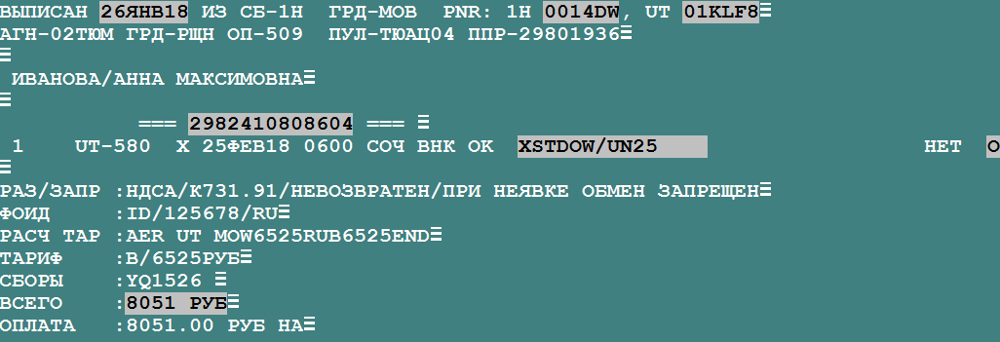 ВЫПИСАН 26ЯНВ18 ИЗ СБ-1Н ГРД-МОВ PNR: 1Н 0014DW, UT 01KLF8
АГН-02ТЮМ ГРД-РЩН ОП-509 ПУЛ-ТЮАЦ04 ППР-29801936
ИВАНОВА/АННА МАКСИМОВНА
=== 2982410808604 ===
1 UT-580 X 25ФЕВ18 0600 СОЧ ВНК ОК XSTDOW/UN25 НЕТ О
РАЗ/ЗАПР :НДСА/К731.91/НЕВОЗВРАТЕН/ПРИ НЕЯВКЕ ОБМЕН ЗАПРЕЩЕН
ФОИД :ID/125678/RU
РАСЧ ТАР :AER UT MOW6525RUB6525END
ТАРИФ :В/6525РУБ
СБОРЫ :YQ1526
ВСЕГО :8051 РУБ
ОПЛАТА :8051.00 РУБ НА